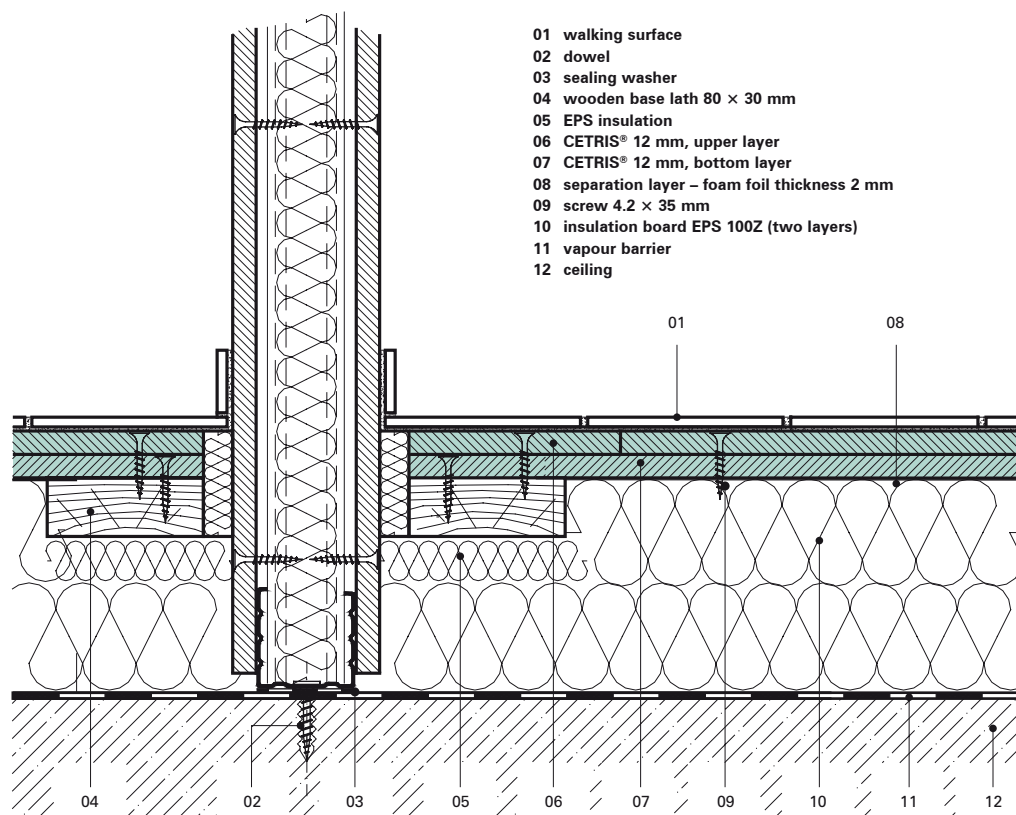 01 walking surface
02 dowel
03 sealing washer
04 wooden base lath 80 × 30 mm
05 EPS insulation
06 CETRIS® 12 mm, upper layer
07 CETRIS® 12 mm, bottom layer
08 separation layer – foam foil thickness 2 mm
09 screw 4.2 × 35 mm
10 insulation board EPS 100Z (two layers)
11 vapour barrier
12 ceiling
01 08
04 02 03 05 06 07 09 10 11 12